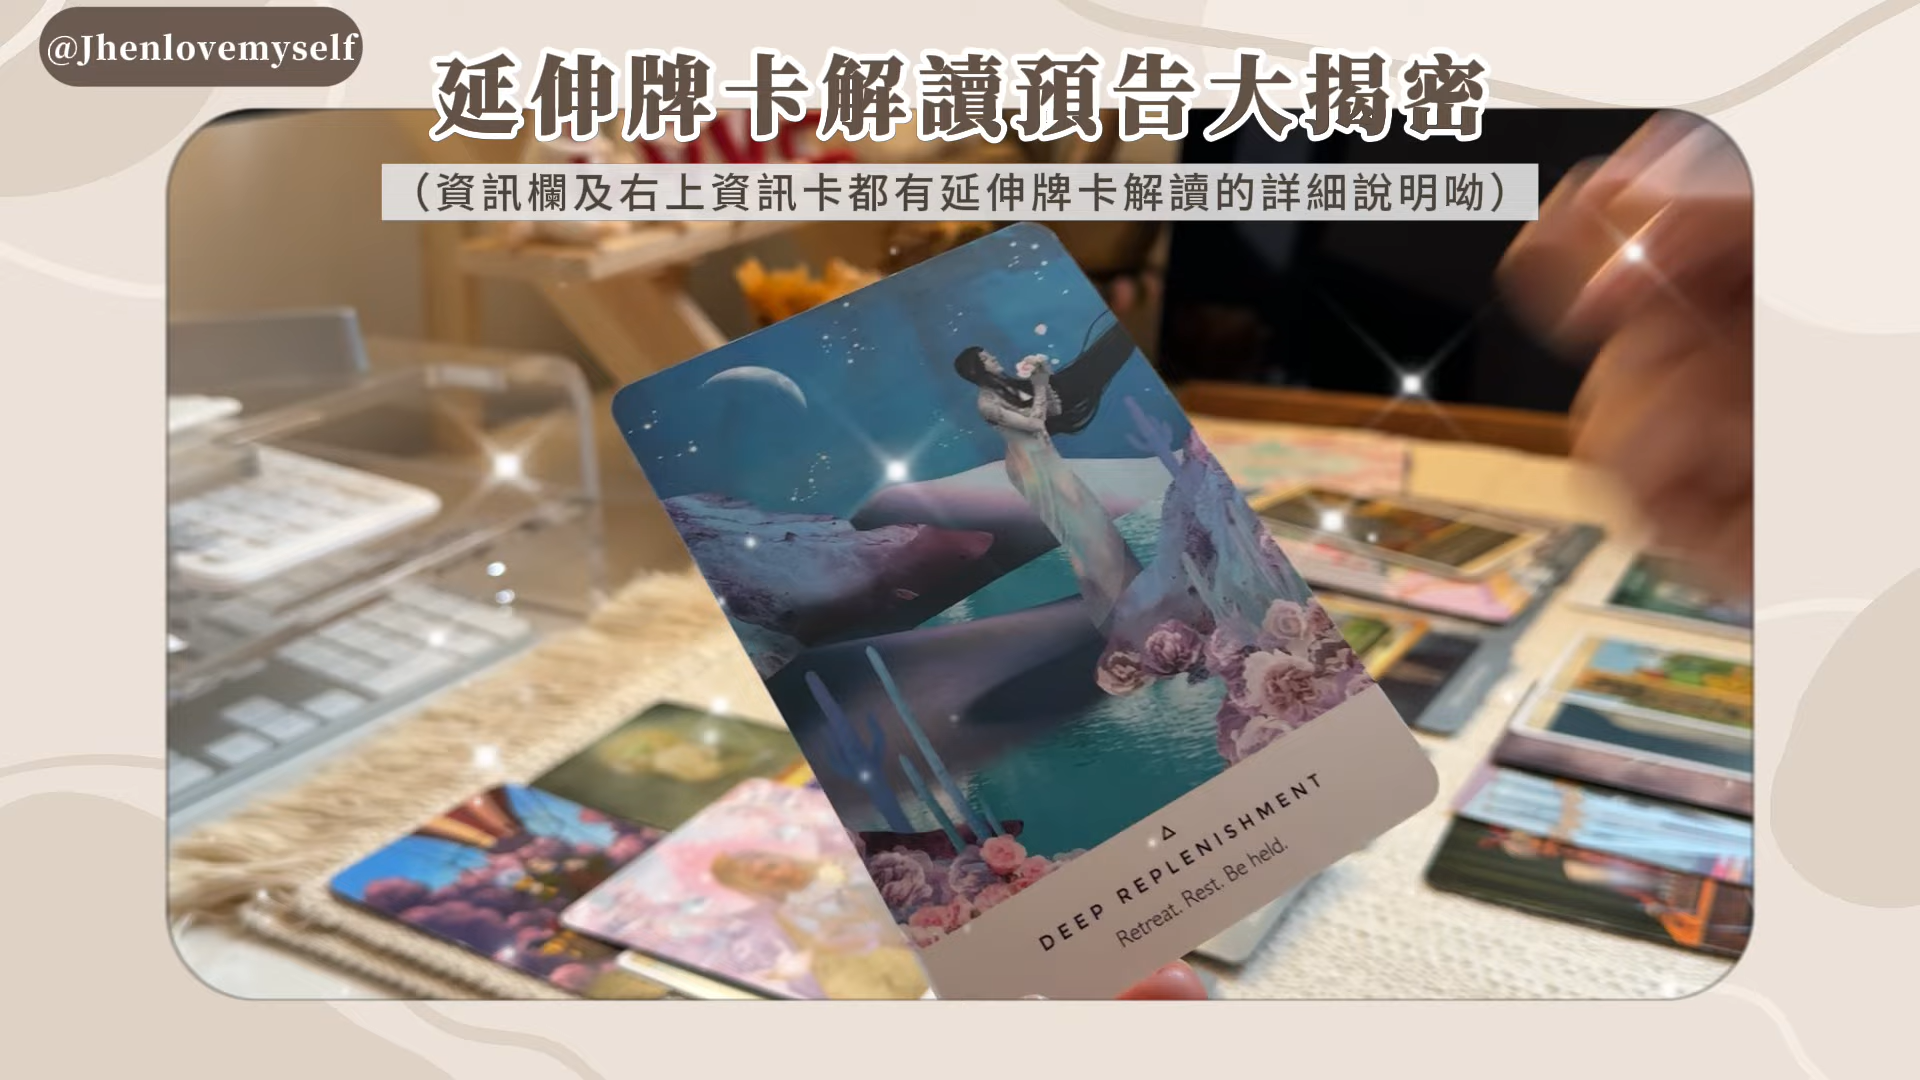 @Jhenlovemyself
延伸牌卡解讀預告大揭密
（資訊欄及右上資訊卡都有延伸牌卡解讀的詳細說明呦）
DEEP REPLENISHMENT
Retreat. Rest. Be held.